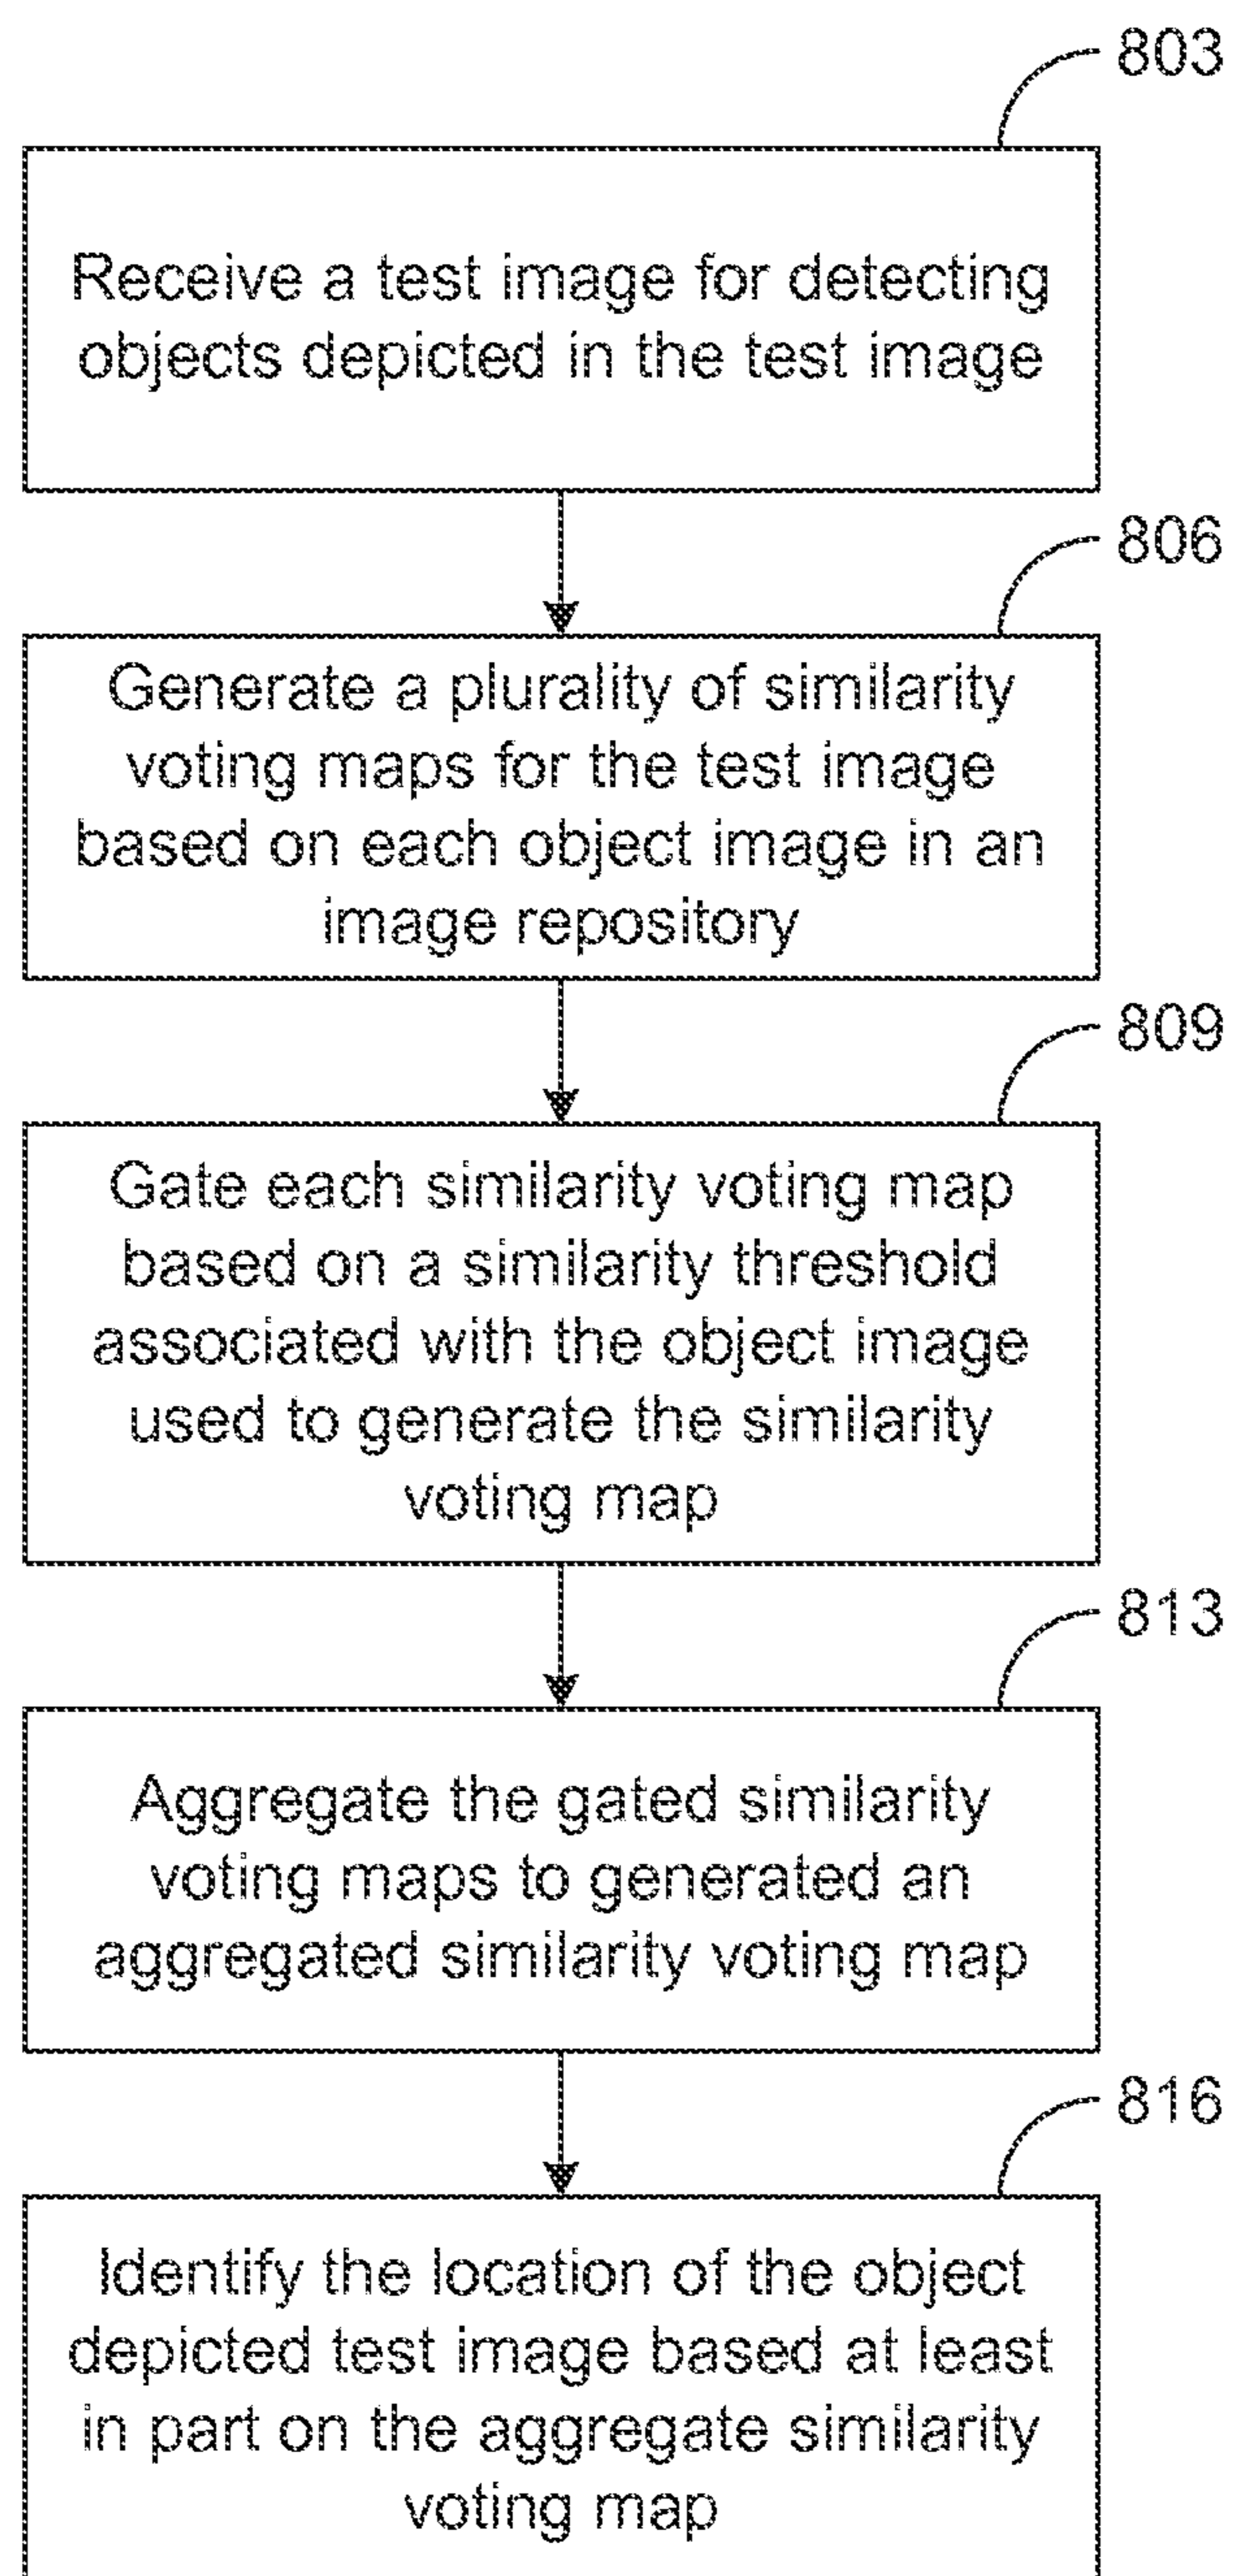 803
Receive a test image for detecting
objects depicted in the test image
806
Generate a plurality of similarity
voting maps for the test image
based on each object image in an
image repository
809
Gate each similarity voting map
based on a similarity threshold
associated with the object image
used to generate the similarity
voting map
813
Aggregate the gated similarity
voting maps to generated an
aggregated similarity voting map
816
Identify the location of the object
depicted test image based at least
in part on the aggregate similarity
voting map